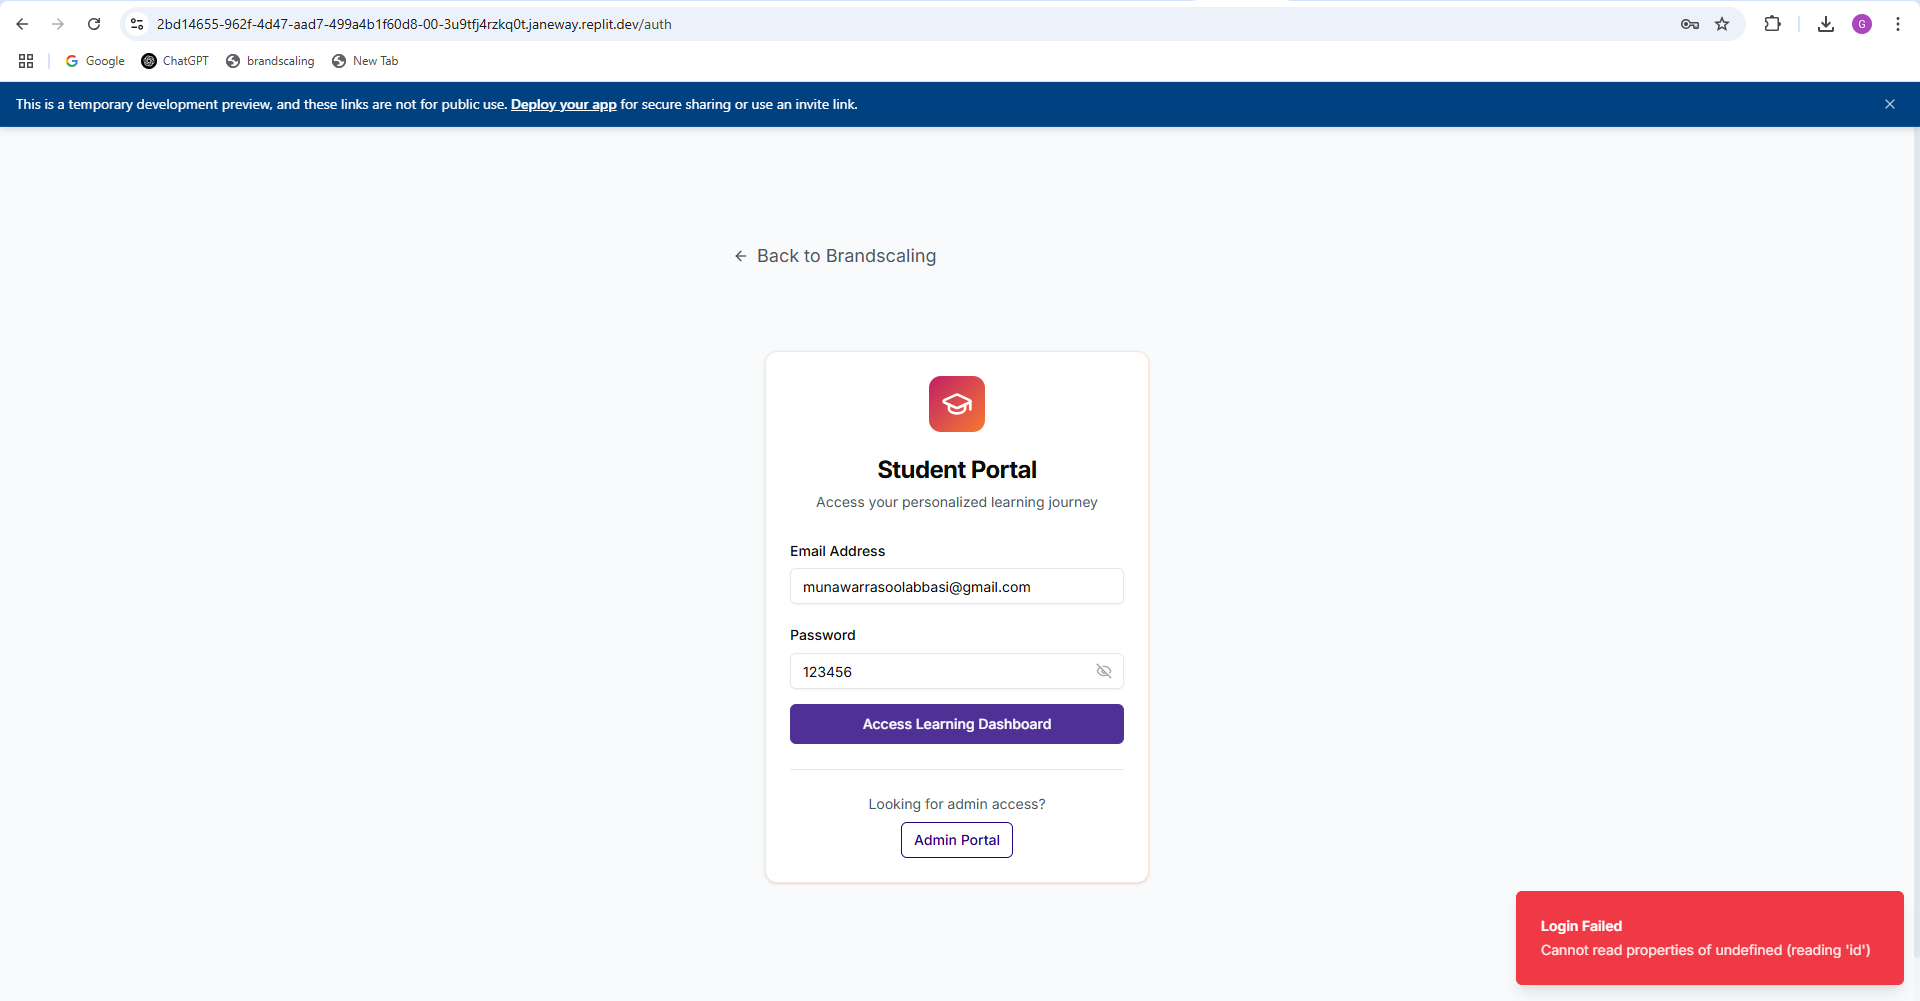 2bd14655-962f-4d47-aad7-499a4b1f60d8-00-3u9tfj4rzkq0t.janeway.replit.dev/auth
G
Google ChatGPT brandscaling New Tab
This is a temporary development preview, and these links are not for public use. Deploy your app for secure sharing or use an invite link.
Back to Brandscaling
Student Portal
Access your personalized learning journey
Email Address
munawarrasoolabbasi@gmail.com
Password
123456
Access Learning Dashboard
Looking for admin access?
Admin Portal
Login Failed
Cannot read properties of undefined (reading 'id')